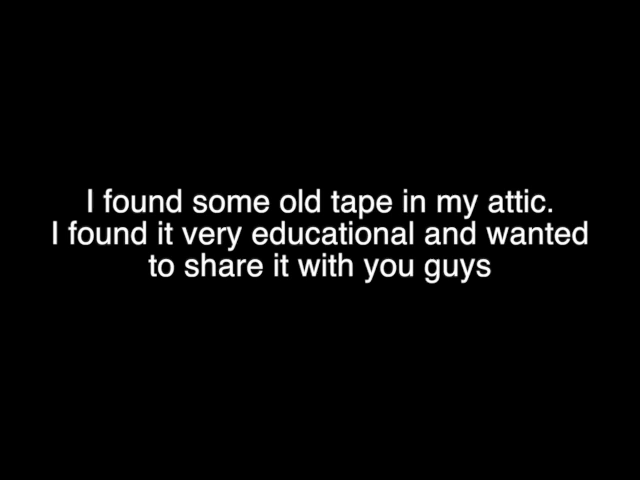 I found some old tape in my attic.
I found it very educational and wanted
to share it with you guys